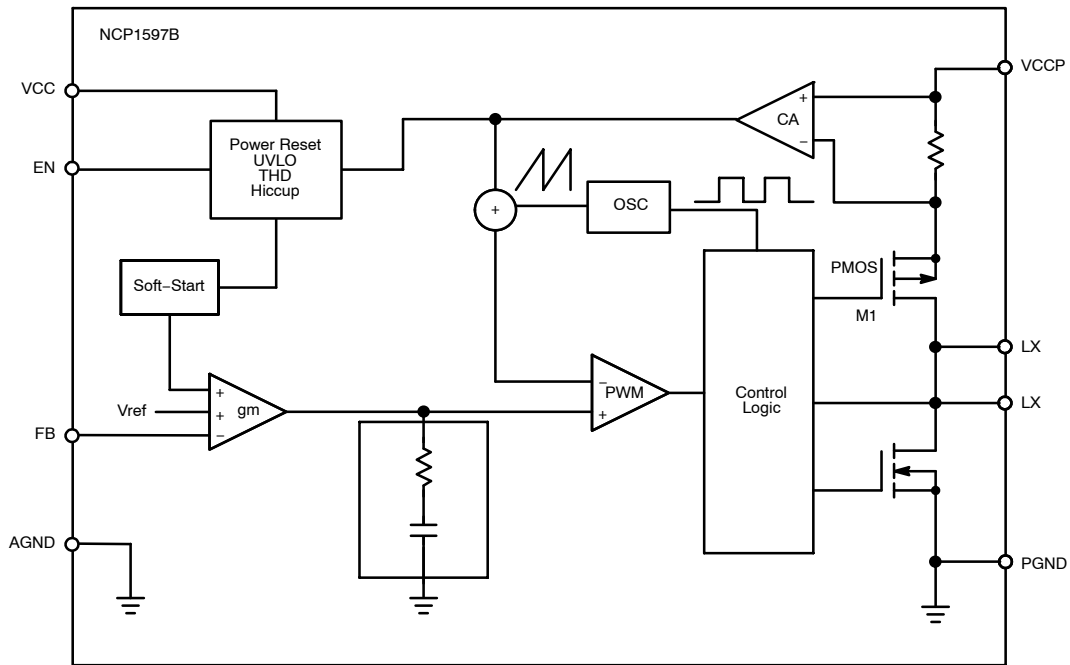 NCP1597B
VCC
VCCP
+
CA
−
Power Reset
UVLO
THD
Hiccup
EN
+
OSC
PMOS
M1
Soft−Start
LX
−
PWM
+
Control
Logic
LX
+
Vref
+
gm
−
FB
AGND
PGND